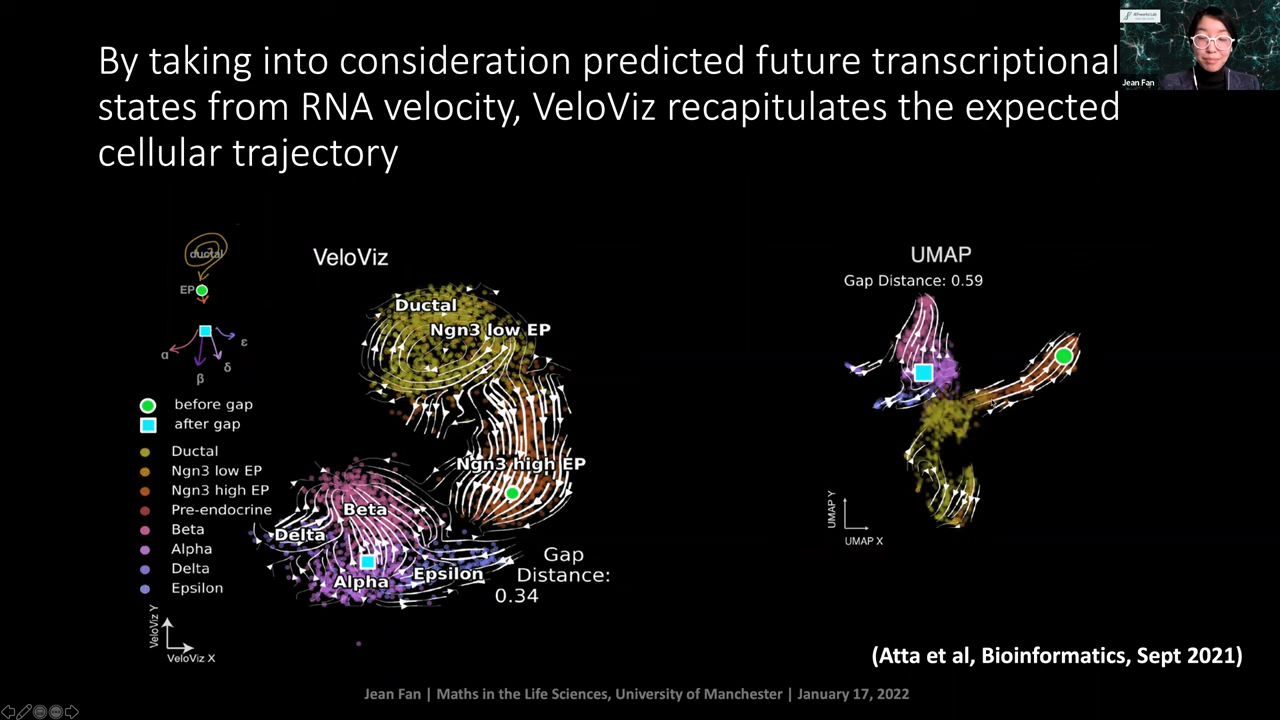 By taking into consideration predicted future transcriptional
states from RNA velocity, VeloViz recapitulates the expected
cellular trajectory
Jean Fan
ductal
EP
α
β
δ
ε
before gap
after gap
Ductal
Ngn3 low EP
Ngn3 high EP
Pre-endocrine
Beta
Alpha
Delta
Epsilon
VeloViz Y
VeloViz X
VeloViz
Ductal
Ngn3 low EP
Ngn3 high EP
Beta
Delta
Alpha
Epsilon
Gap
Distance:
0.34
UMAP
Gap Distance: 0.59
UMAP Y
UMAP X
(Atta et al, Bioinformatics, Sept 2021)
Jean Fan | Maths in the Life Sciences, University of Manchester | January 17, 2022